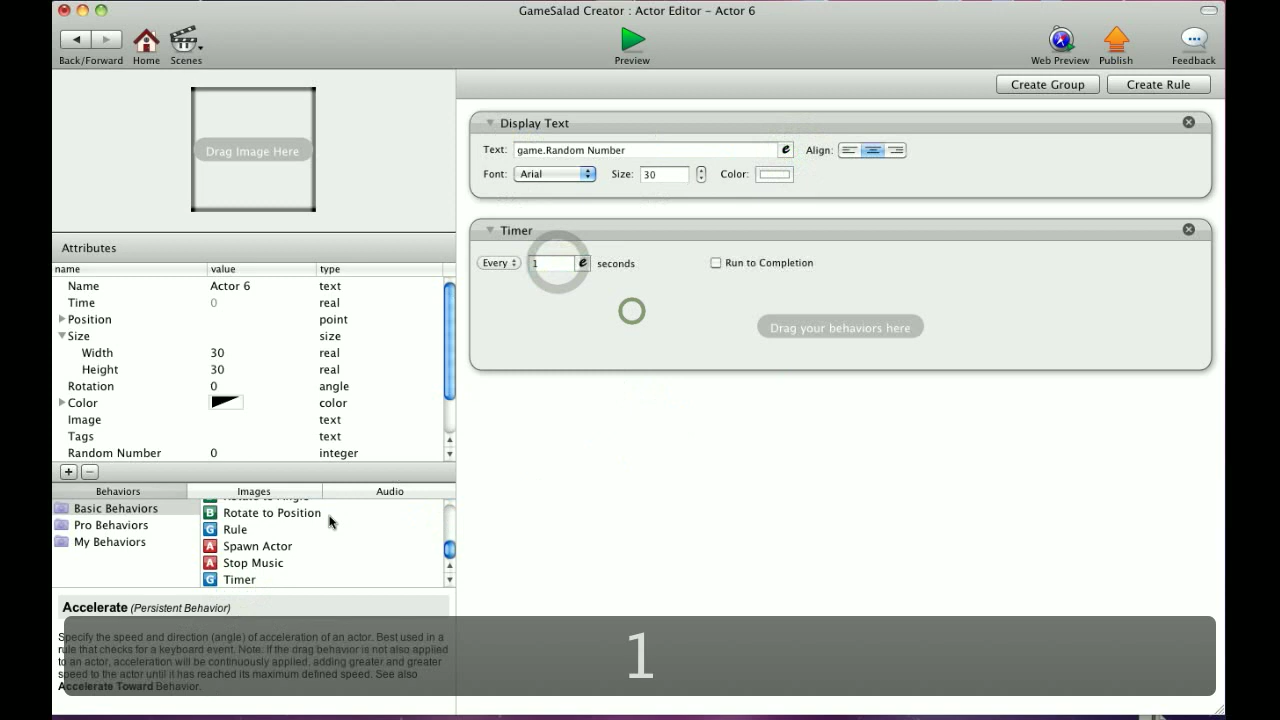 GameSalad Creator : Actor Editor – Actor 6
Back/Forward Home Scenes Preview Web Preview Publish Feedback
Create Group Create Rule
Drag Image Here
Display Text
Text: game.Random Number e Align:
Font: Arial Size: 30 Color:
Timer
Every 1 e seconds Run to Completion
Drag your behaviors here
Attributes
name value type
Name Actor 6 text
Time 0 real
Position point
Size size
Width 30 real
Height 30 real
Rotation 0 angle
Color color
Image text
Tags text
Random Number 0 integer
+ −
Behaviors Images Audio
Basic Behaviors
Pro Behaviors
My Behaviors
Rotate to Angle
B Rotate to Position
G Rule
A Spawn Actor
A Stop Music
G Timer
Accelerate (Persistent Behavior)
Specify the speed and direction (angle) of acceleration of an actor. Best used in a
rule that checks for a keyboard event. Note: If the drag behavior is not also applied
to an actor, acceleration will be continuously applied, adding greater and greater
speed to the actor until it has reached its maximum defined speed. See also
Accelerate Toward Behavior.
1